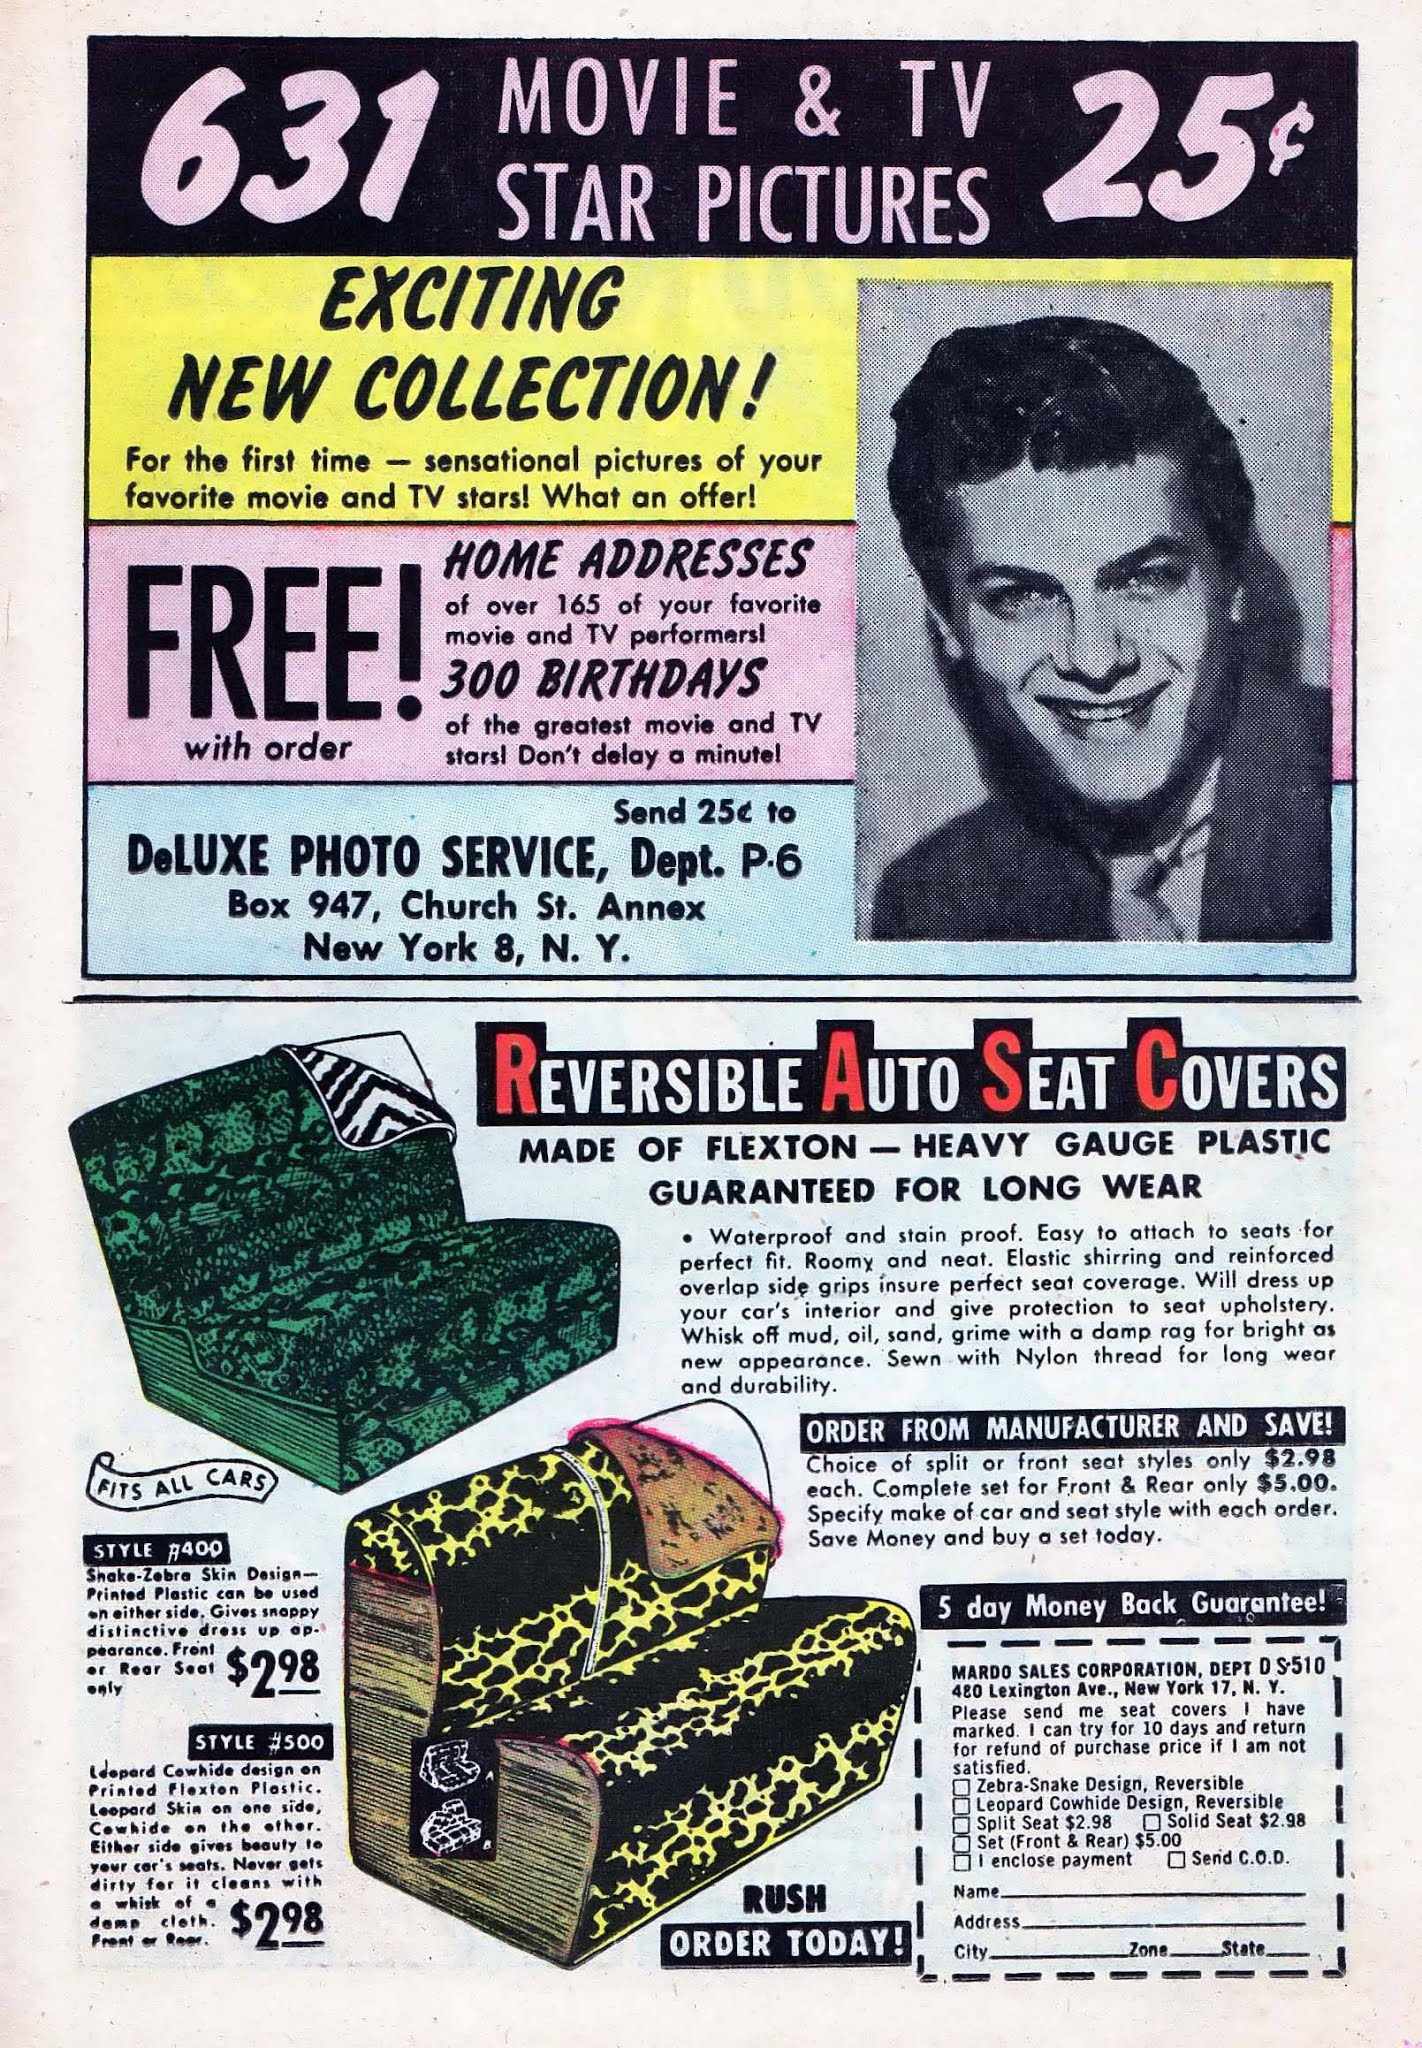 631 MOVIE & TV STAR PICTURES 25¢
EXCITING
NEW COLLECTION!
For the first time — sensational pictures of your
favorite movie and TV stars! What an offer!
FREE!
with order
HOME ADDRESSES
of over 165 of your favorite
movie and TV performers!
300 BIRTHDAYS
of the greatest movie and TV
stars! Don't delay a minute!
Send 25¢ to
DeLUXE PHOTO SERVICE, Dept. P-6
Box 947, Church St. Annex
New York 8, N. Y.
REVERSIBLE AUTO SEAT COVERS
MADE OF FLEXTON — HEAVY GAUGE PLASTIC
GUARANTEED FOR LONG WEAR
• Waterproof and stain proof. Easy to attach to seats for
perfect fit. Roomy and neat. Elastic shirring and reinforced
overlap side grips insure perfect seat coverage. Will dress up
your car's interior and give protection to seat upholstery.
Whisk off mud, oil, sand, grime with a damp rag for bright as
new appearance. Sewn with Nylon thread for long wear
and durability.
ORDER FROM MANUFACTURER AND SAVE!
Choice of split or front seat styles only $2.98
each. Complete set for Front & Rear only $5.00.
Specify make of car and seat style with each order.
Save Money and buy a set today.
FITS ALL CARS
STYLE #400
Snake-Zebra Skin Design—
Printed Plastic can be used
on either side. Gives snappy
distinctive dress up ap-
pearance. Front
or Rear Seat
only
$2.98
STYLE #500
Leopard Cowhide design on
Printed Flexton Plastic.
Leopard Skin on one side,
Cowhide on the other.
Either side gives beauty to
your car's seats. Never gets
dirty for it cleans with
a whisk of a
damp cloth.
Front or Rear.
$2.98
A
B
RUSH
ORDER TODAY!
5 day Money Back Guarantee!
MARDO SALES CORPORATION, DEPT D S-510
480 Lexington Ave., New York 17, N. Y.
Please send me seat covers I have
marked. I can try for 10 days and return
for refund of purchase price if I am not
satisfied.
Zebra-Snake Design, Reversible
Leopard Cowhide Design, Reversible
Split Seat $2.98 Solid Seat $2.98
Set (Front & Rear) $5.00
I enclose payment Send C.O.D.
Name
Address
City Zone State